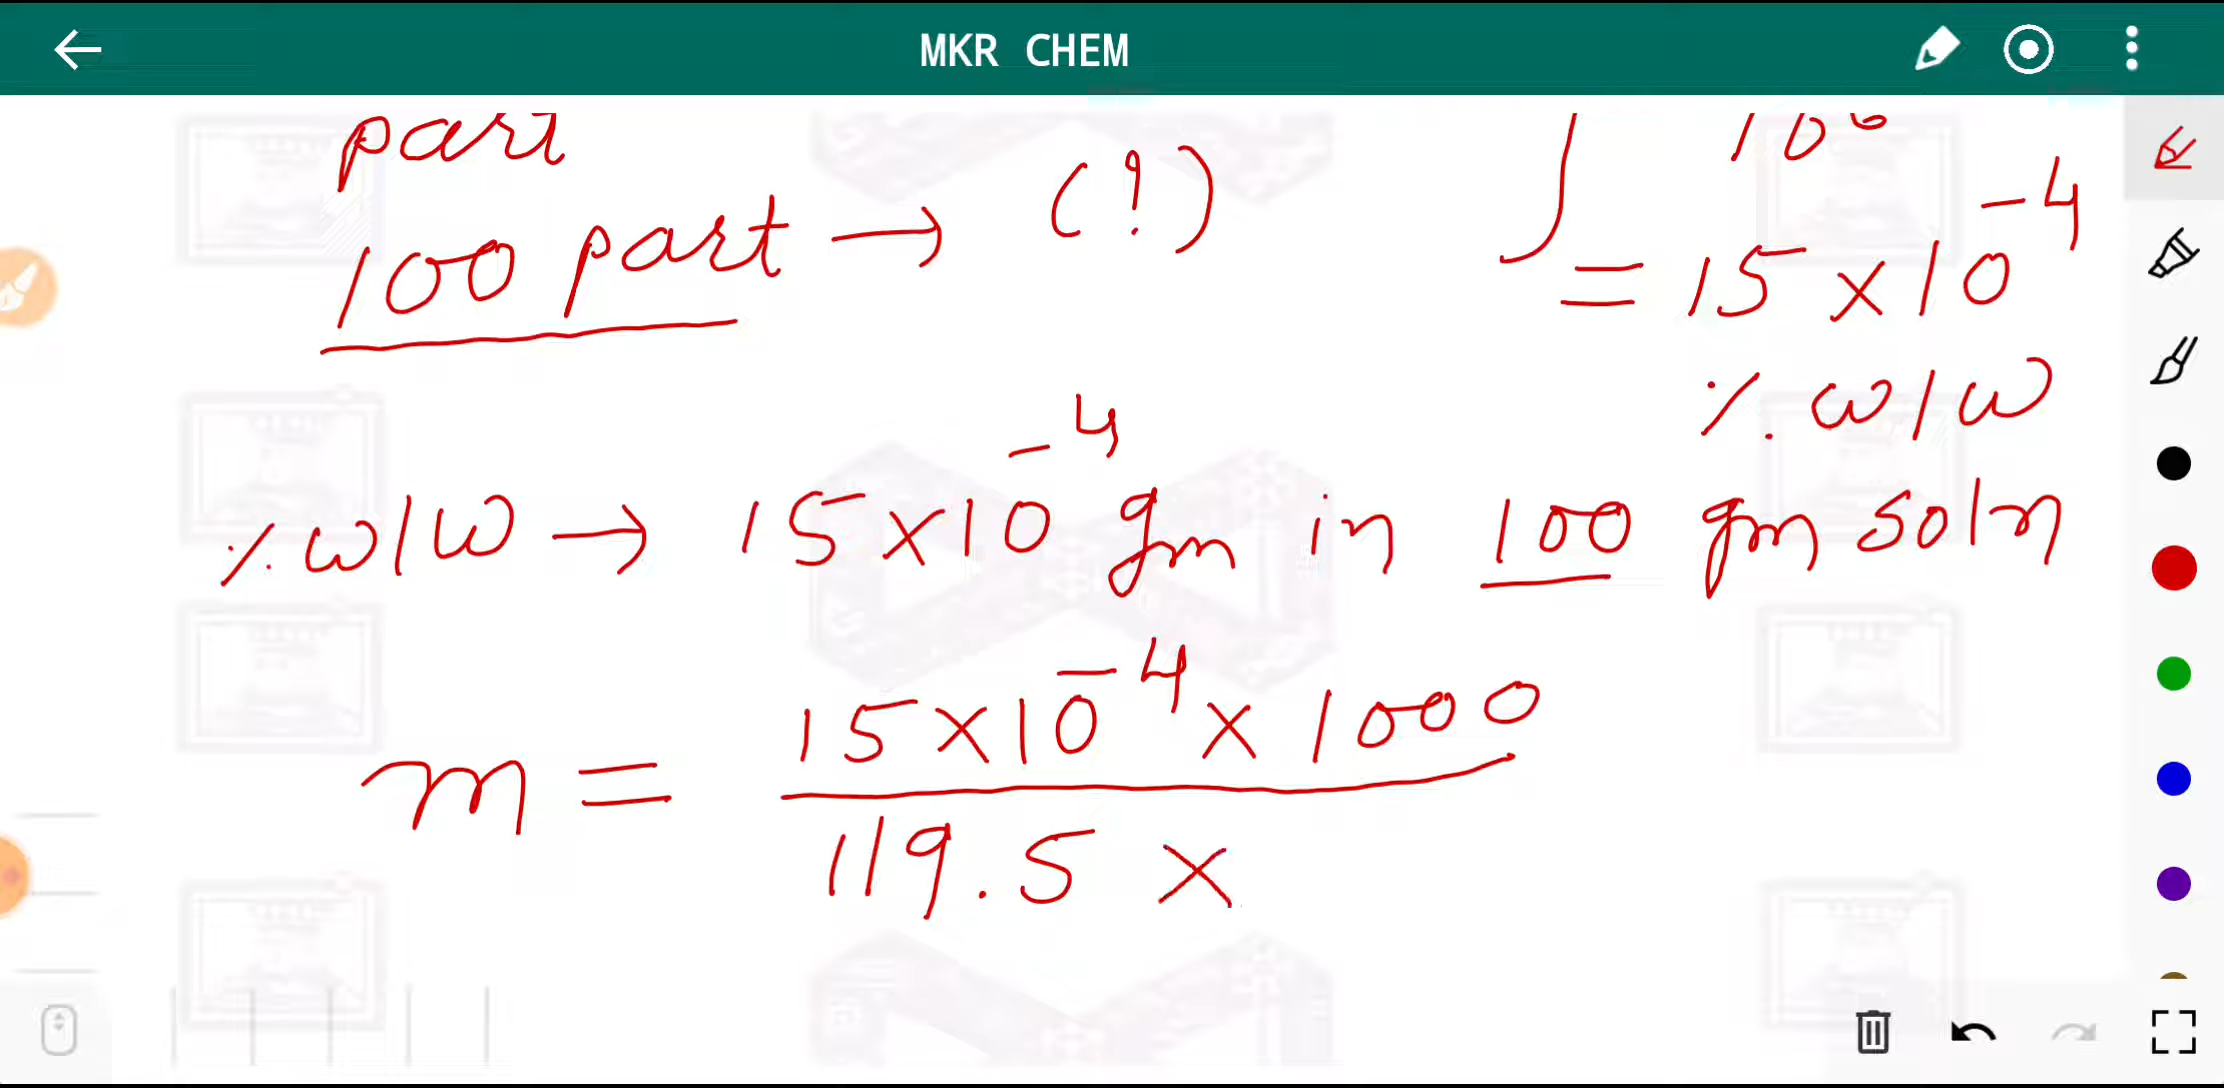 MKR CHEM
part
100 part → (?)
10⁶
= 15 × 10⁻⁴
% w/w
% w/w → 15 × 10⁻⁴ gm in 100 gm soln
m = 15 × 10⁻⁴ × 1000
119.5 ×